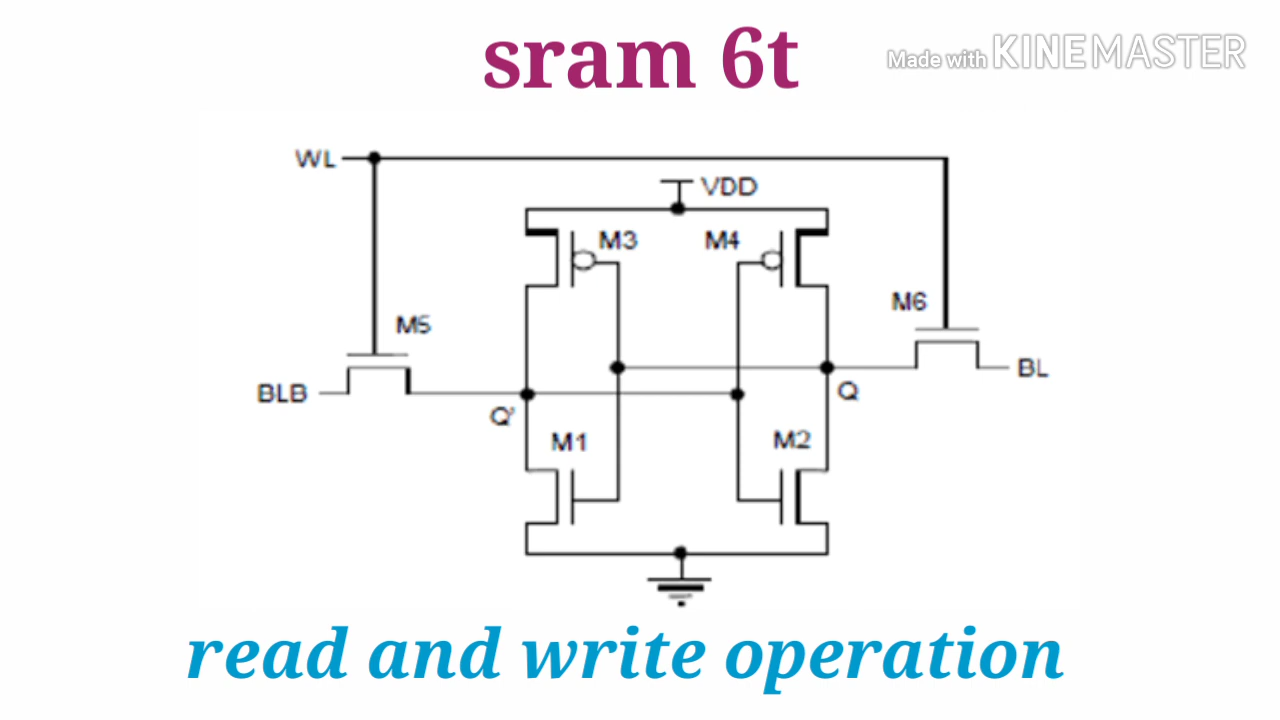 sram 6t
Made with KINEMASTER
WL
VDD
M3
M4
M6
M5
BL
BLB
Q
Q'
M1
M2
read and write operation